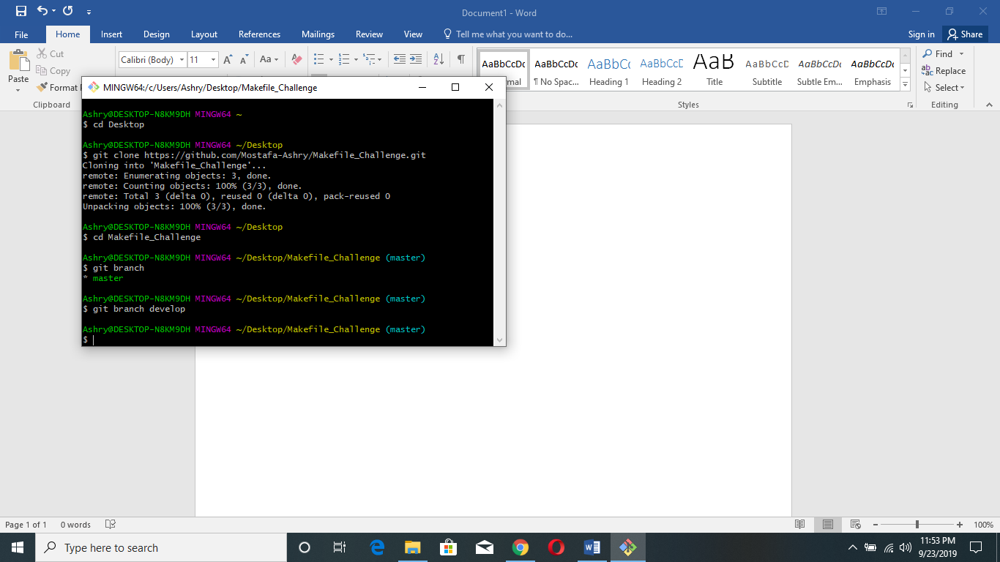 Document1 - Word
File Home Insert Design Layout References Mailings Review View Tell me what you want to do... Sign in Share
Cut
Copy
Paste
Format
Clipboard
Calibri (Body) 11
Aa
AaBbCcDc AaBbCcDc AaBbCc AaBbCcD AaB AaBbCcD AaBbCcDc AaBbCcDc
mal ¶ No Spac... Heading 1 Heading 2 Title Subtitle Subtle Em... Emphasis
Styles
Find
Replace
Select
Editing
MINGW64:/c/Users/Ashry/Desktop/Makefile_Challenge
Ashry@DESKTOP-N8KM9DH MINGW64 ~
$ cd Desktop
Ashry@DESKTOP-N8KM9DH MINGW64 ~/Desktop
$ git clone https://github.com/Mostafa-Ashry/Makefile_Challenge.git
Cloning into 'Makefile_Challenge'...
remote: Enumerating objects: 3, done.
remote: Counting objects: 100% (3/3), done.
remote: Total 3 (delta 0), reused 0 (delta 0), pack-reused 0
Unpacking objects: 100% (3/3), done.
Ashry@DESKTOP-N8KM9DH MINGW64 ~/Desktop
$ cd Makefile_Challenge
Ashry@DESKTOP-N8KM9DH MINGW64 ~/Desktop/Makefile_Challenge (master)
$ git branch
* master
Ashry@DESKTOP-N8KM9DH MINGW64 ~/Desktop/Makefile_Challenge (master)
$ git branch develop
Ashry@DESKTOP-N8KM9DH MINGW64 ~/Desktop/Makefile_Challenge (master)
$
Page 1 of 1 0 words 100%
Type here to search
11:53 PM
9/23/2019